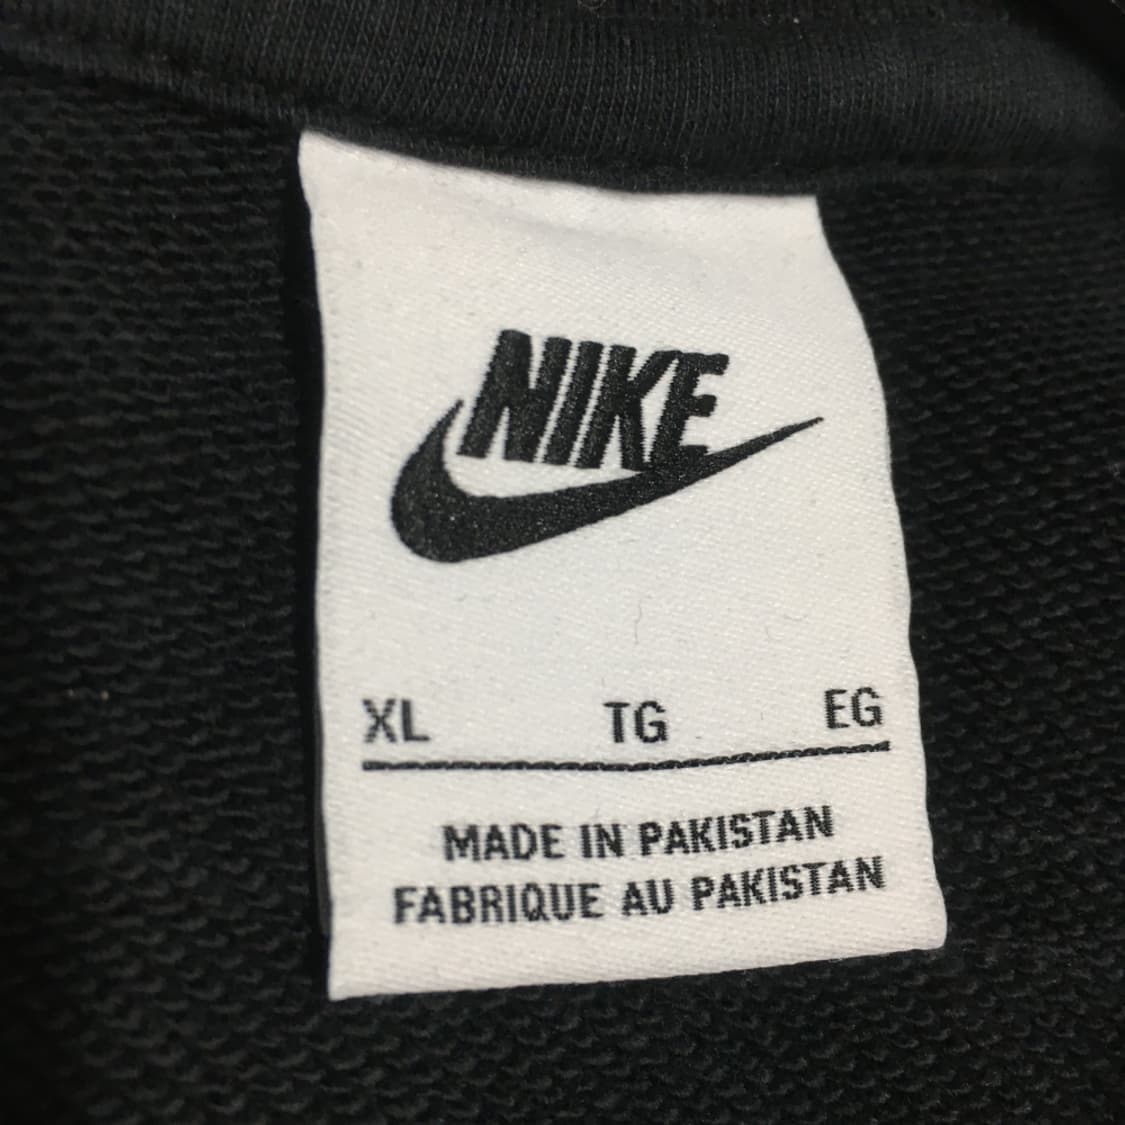 NIKE
XL TG EG
MADE IN PAKISTAN
FABRIQUE AU PAKISTAN